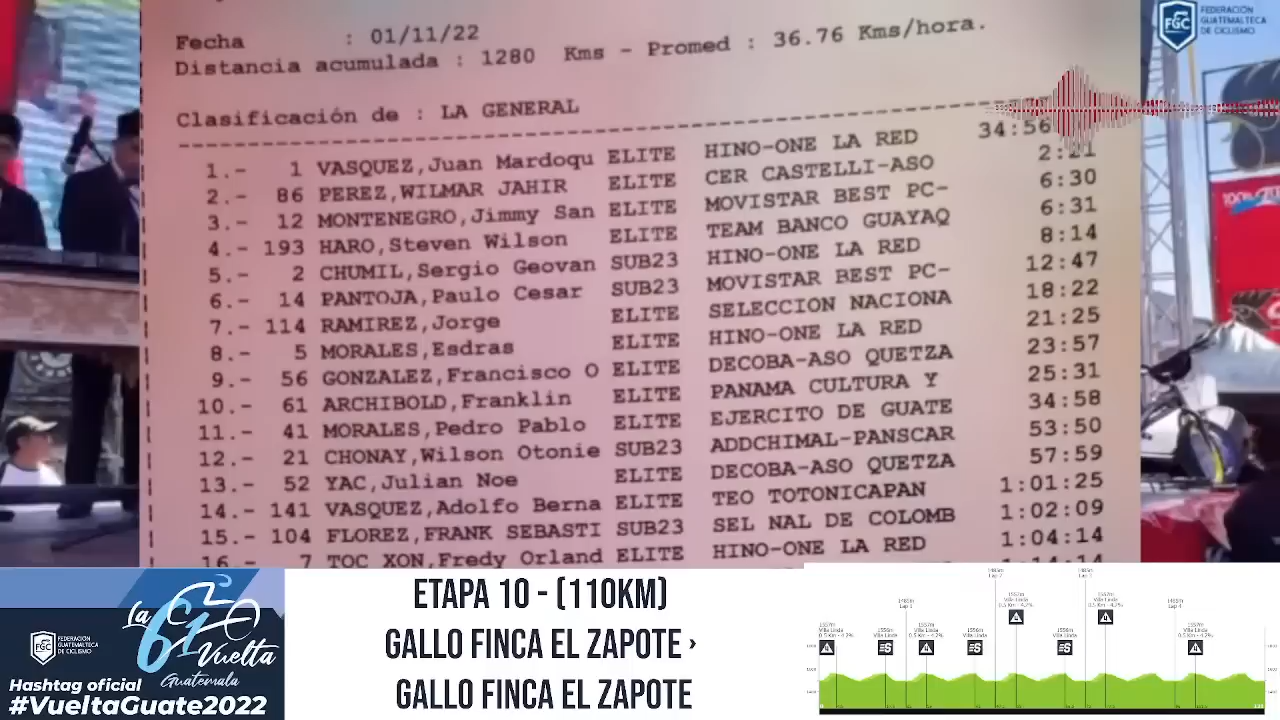 Fecha : 01/11/22
Distancia acumulada : 1280 Kms - Promed : 36.76 Kms/hora.
Clasificación de : LA GENERAL
1.- 1 VASQUEZ,Juan Mardoqu ELITE HINO-ONE LA RED 34:56
2.- 86 PEREZ,WILMAR JAHIR ELITE CER CASTELLI-ASO 2:21
3.- 12 MONTENEGRO,Jimmy San ELITE MOVISTAR BEST PC- 6:30
4.- 193 HARO,Steven Wilson ELITE TEAM BANCO GUAYAQ 6:31
5.- 2 CHUMIL,Sergio Geovan SUB23 HINO-ONE LA RED 8:14
6.- 14 PANTOJA,Paulo Cesar SUB23 MOVISTAR BEST PC- 12:47
7.- 114 RAMIREZ,Jorge ELITE SELECCION NACIONA 18:22
8.- 5 MORALES,Esdras ELITE HINO-ONE LA RED 21:25
9.- 56 GONZALEZ,Francisco O ELITE DECOBA-ASO QUETZA 23:57
10.- 61 ARCHIBOLD,Franklin ELITE PANAMA CULTURA Y 25:31
11.- 41 MORALES,Pedro Pablo ELITE EJERCITO DE GUATE 34:58
12.- 21 CHONAY,Wilson Otonie SUB23 ADDCHIMAL-PANSCAR 53:50
13.- 52 YAC,Julian Noe ELITE DECOBA-ASO QUETZA 57:59
14.- 141 VASQUEZ,Adolfo Berna ELITE TEO TOTONICAPAN 1:01:25
15.- 104 FLOREZ,FRANK SEBASTI SUB23 SEL NAL DE COLOMB 1:02:09
16.- 7 TOC XON,Fredy Orland ELITE HINO-ONE LA RED 1:04:14
FGC
FEDERACIÓN
GUATEMALTECA
DE CICLISMO
La 61 Vuelta
Guatemala
FGC
FEDERACIÓN
GUATEMALTECA
DE CICLISMO
Hashtag oficial
#VueltaGuate2022
ETAPA 10 - (110KM)
GALLO FINCA EL ZAPOTE ›
GALLO FINCA EL ZAPOTE